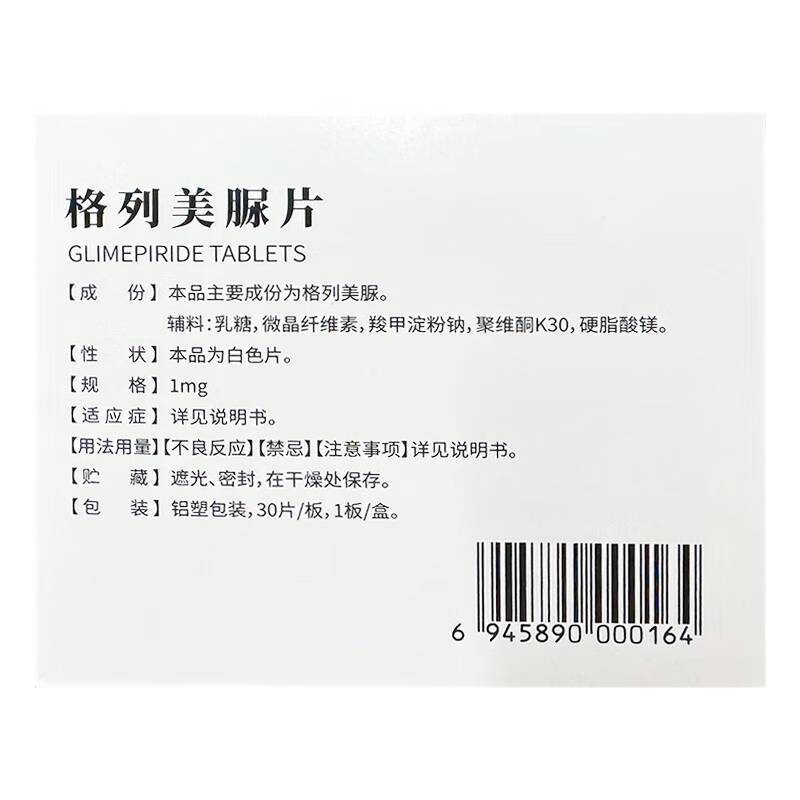 格列美脲片
GLIMEPIRIDE TABLETS
【成 份】本品主要成份为格列美脲。
辅料：乳糖，微晶纤维素，羧甲淀粉钠，聚维酮K30，硬脂酸镁。
【性 状】本品为白色片。
【规 格】1mg
【适应症】详见说明书。
【用法用量】【不良反应】【禁忌】【注意事项】详见说明书。
【贮 藏】遮光、密封，在干燥处保存。
【包 装】铝塑包装，30片/板，1板/盒。
6 945890 000164